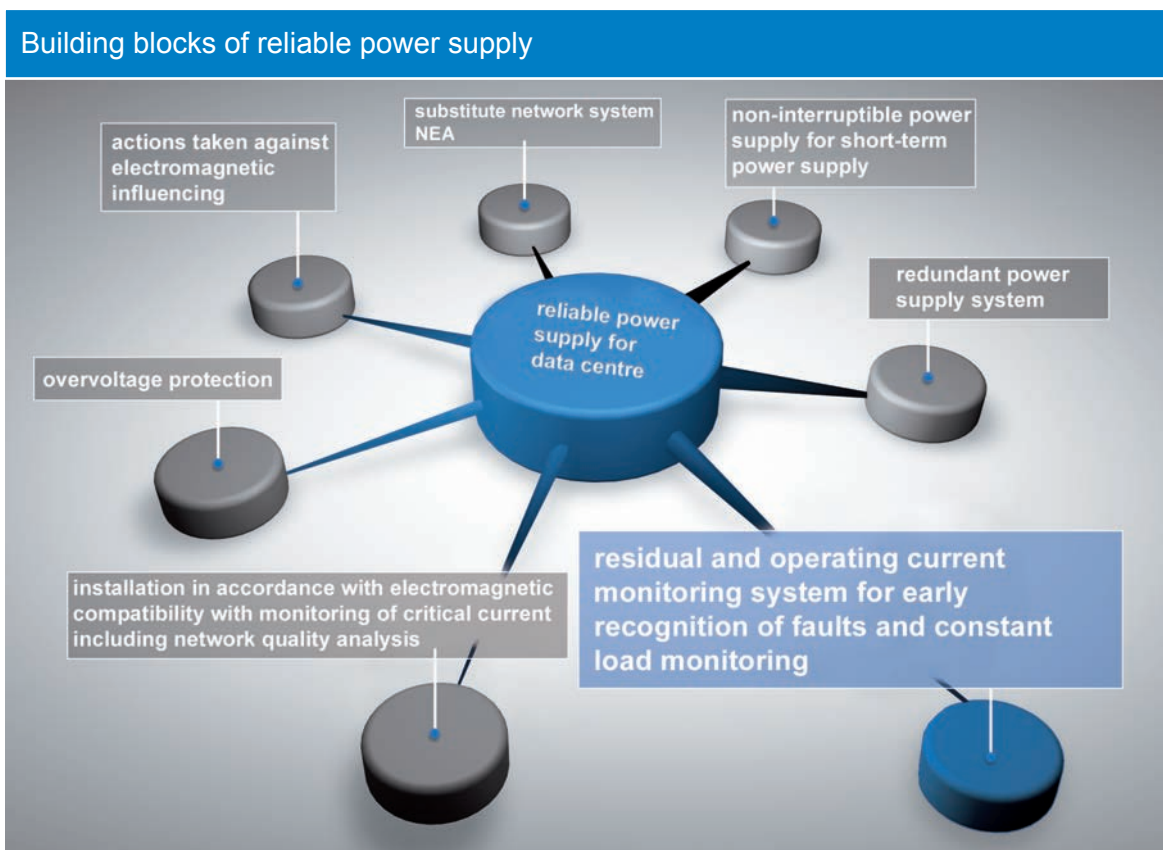 Building blocks of reliable power supply
substitute network system
NEA
non-interruptible power
supply for short-term
power supply
actions taken against
electromagnetic
influencing
redundant power
supply system
reliable power
supply for
data centre
overvoltage protection
installation in accordance with electromagnetic
compatibility with monitoring of critical current
including network quality analysis
residual and operating current
monitoring system for early
recognition of faults and constant
load monitoring